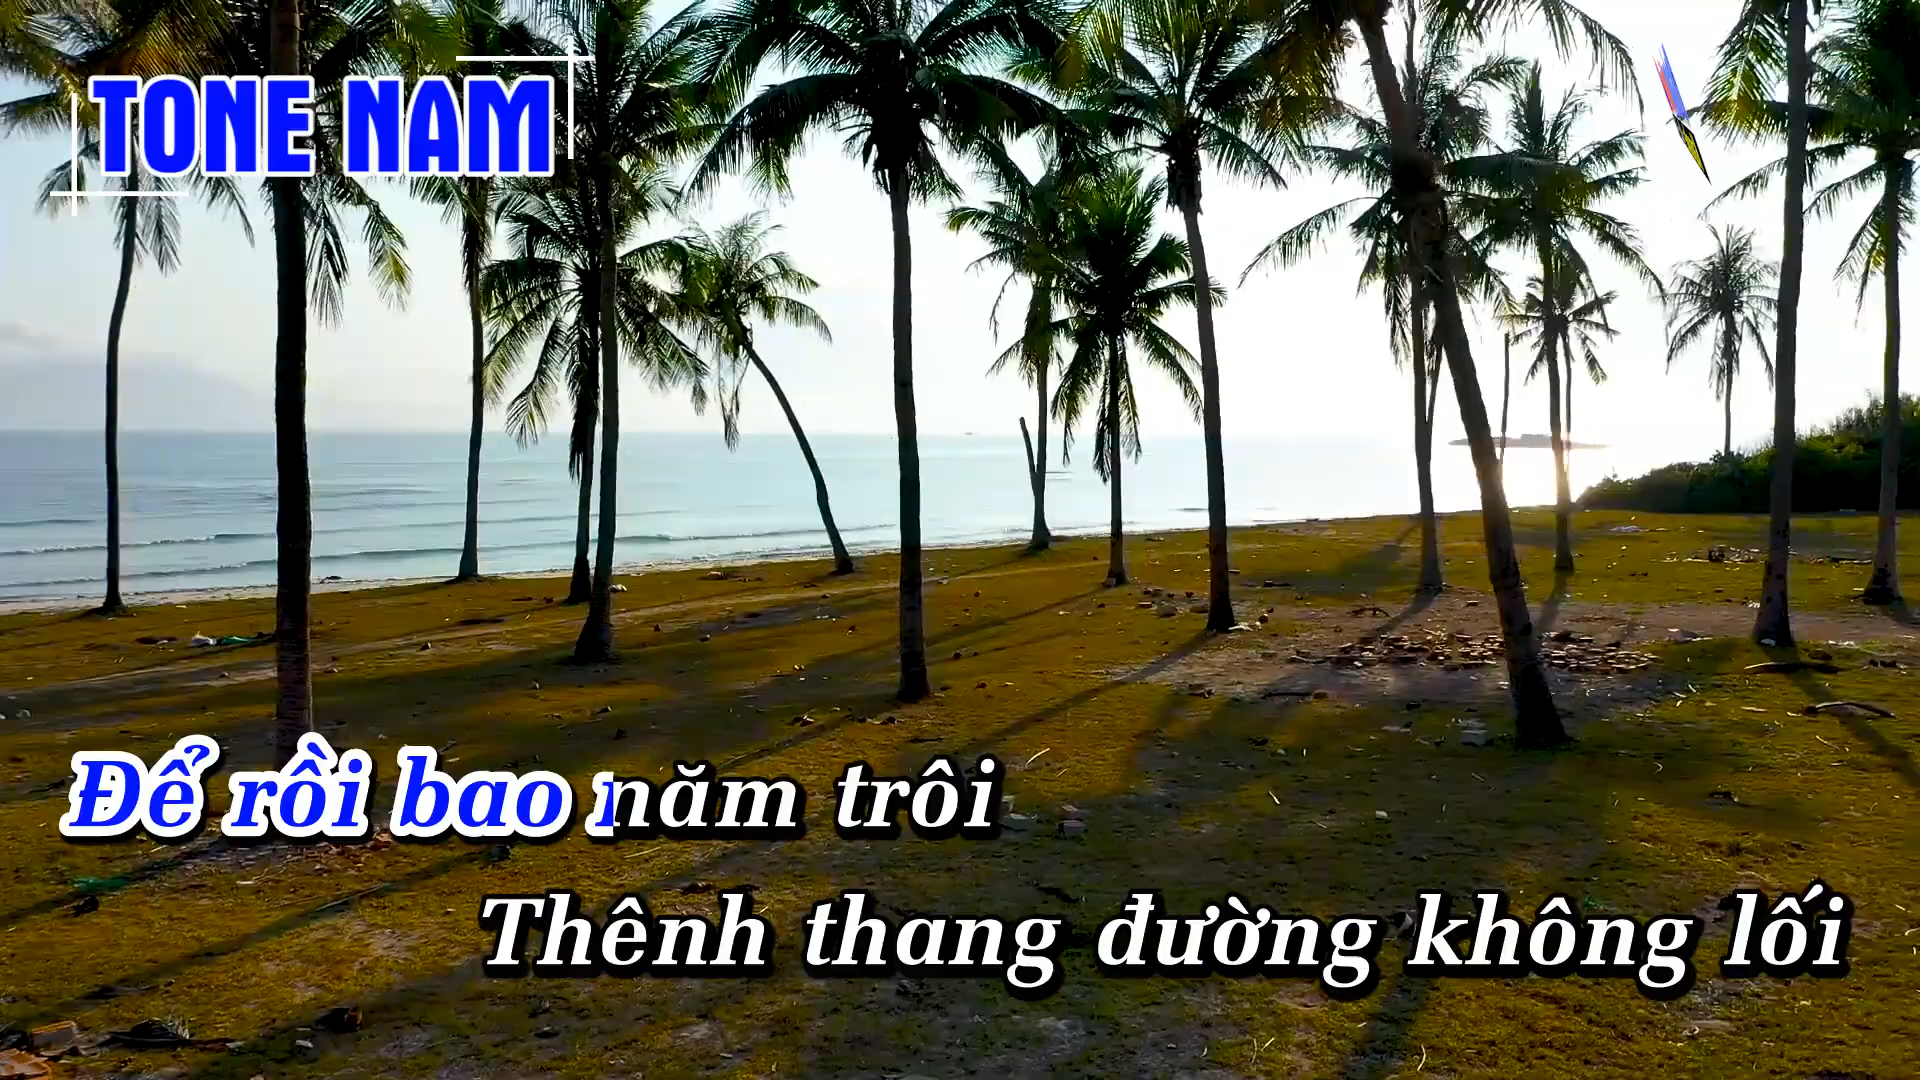 TONE NAM
Để rồi bao năm trôi
Thênh thang đường không lối